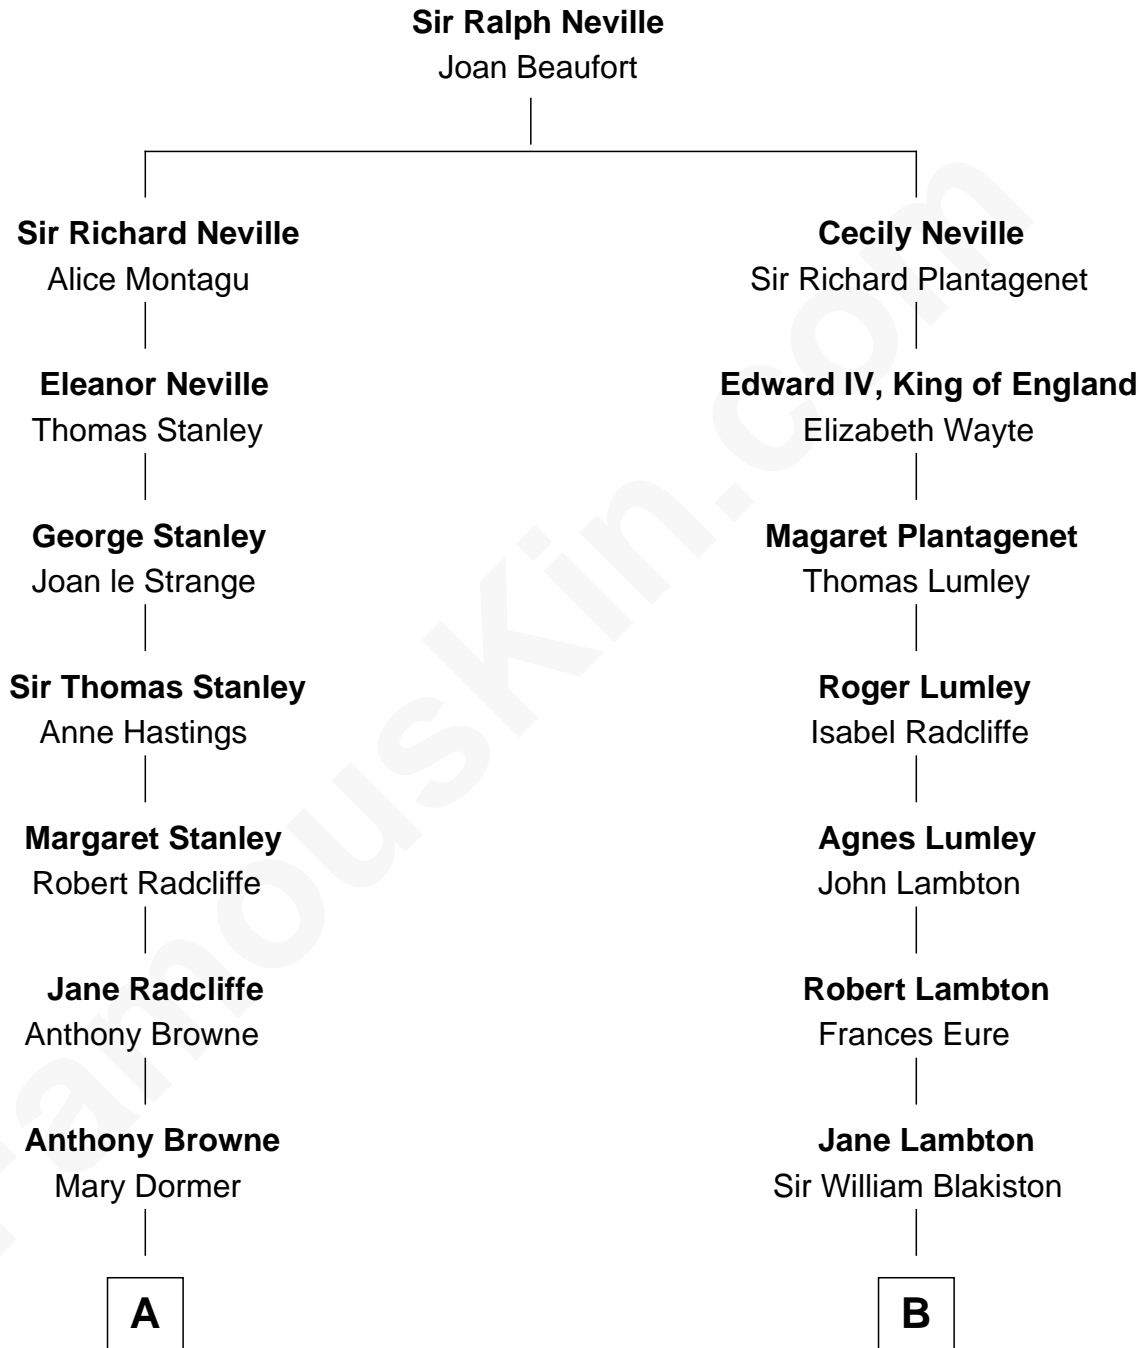 Sir Ralph Neville
Joan Beaufort
Sir Richard Neville
Alice Montagu
Cecily Neville
Sir Richard Plantagenet
Eleanor Neville
Thomas Stanley
Edward IV, King of England
Elizabeth Wayte
George Stanley
Joan le Strange
Magaret Plantagenet
Thomas Lumley
Sir Thomas Stanley
Anne Hastings
Roger Lumley
Isabel Radcliffe
Margaret Stanley
Robert Radcliffe
Agnes Lumley
John Lambton
Jane Radcliffe
Anthony Browne
Robert Lambton
Frances Eure
Anthony Browne
Mary Dormer
Jane Lambton
Sir William Blakiston
A
B
FamousKin.com